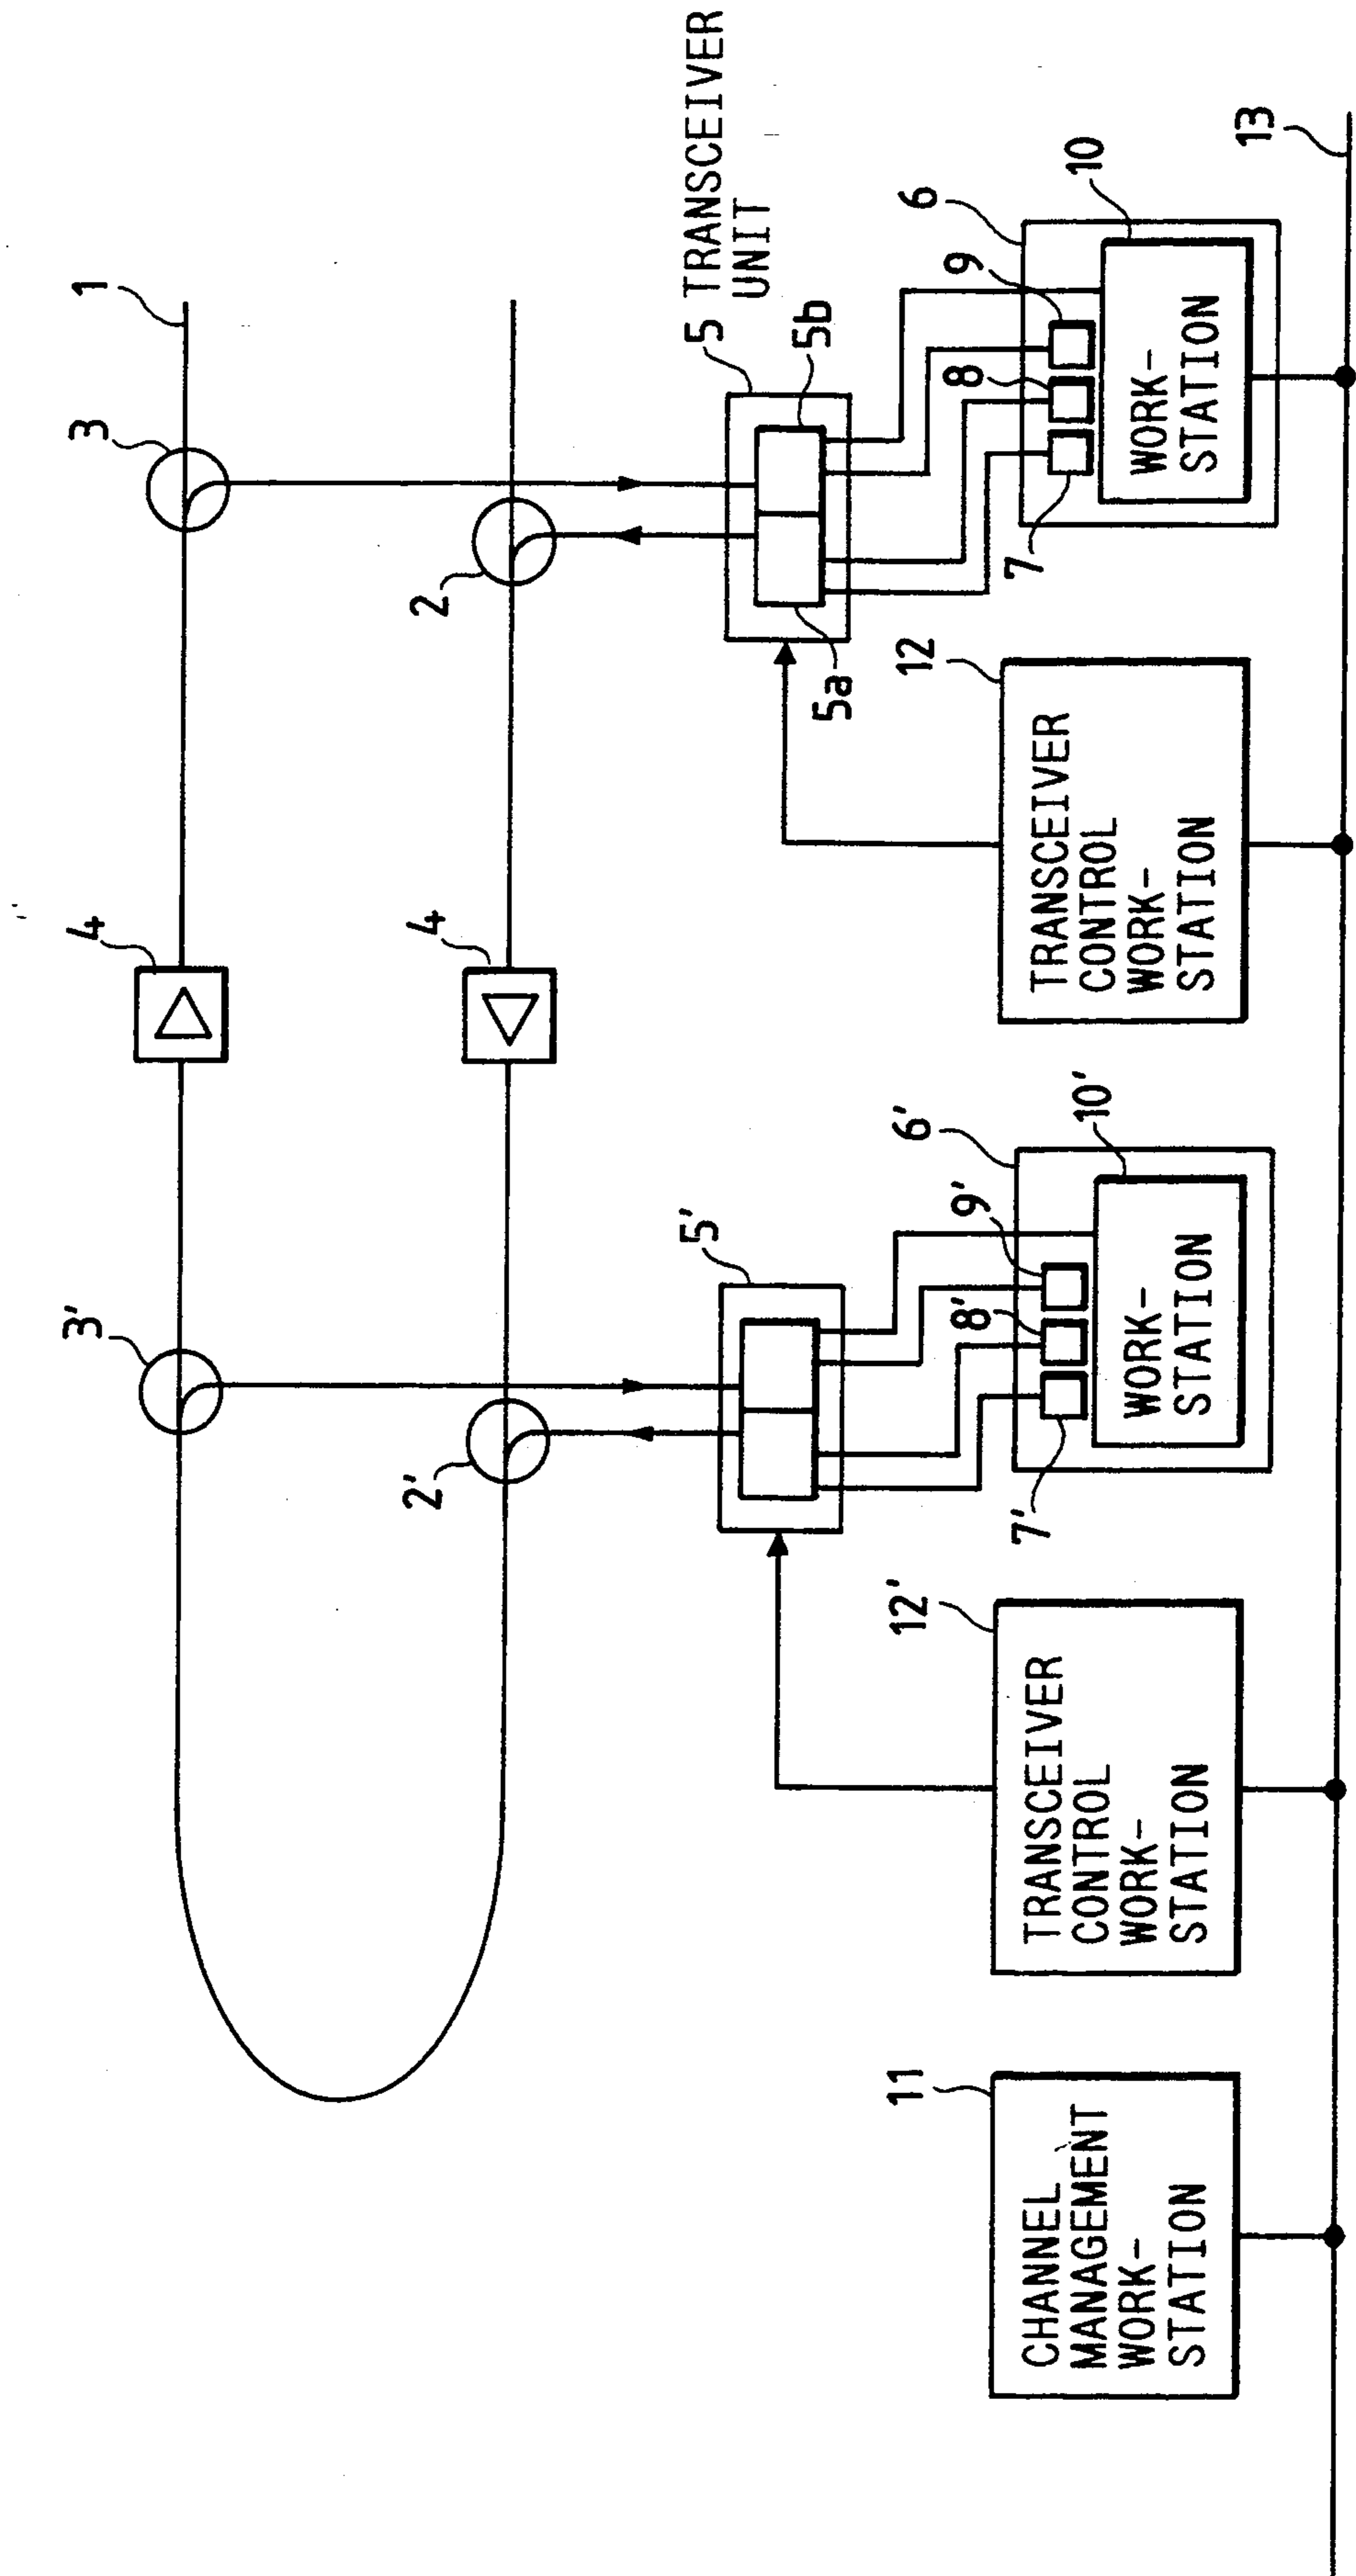 1
3
4
3'
2
4
2'
5 TRANSCEIVER
UNIT
5b
5a
5'
6
9
10
8
7
WORK-
STATION
12
TRANSCEIVER
CONTROL
WORK-
STATION
6'
10'
9'
8'
7'
WORK-
STATION
12'
TRANSCEIVER
CONTROL
WORK-
STATION
11
CHANNEL
MANAGEMENT
WORK-
STATION
13